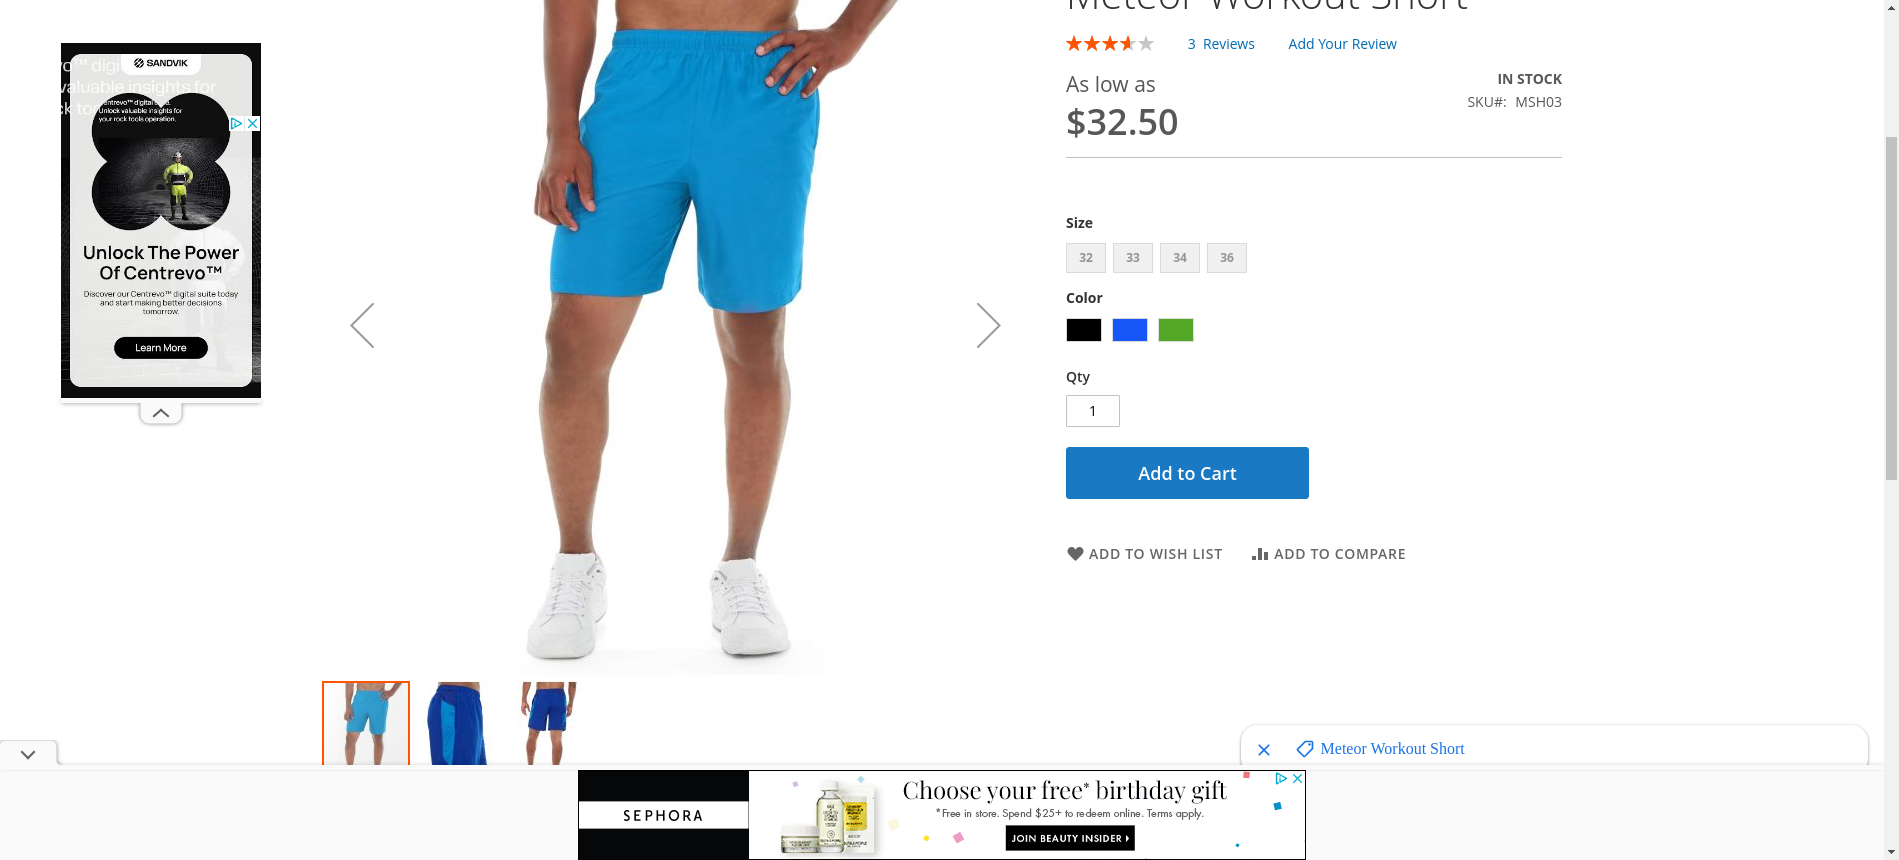 Meteor Workout Short
3 Reviews
Add Your Review
As low as
$32.50
IN STOCK
SKU#: MSH03
Size
32
33
34
36
Color
Qty
1
Add to Cart
ADD TO WISH LIST
ADD TO COMPARE
SANDVIK
Centrevo™ digital suite.
Unlock valuable insights for
your rock tools operation.
Unlock The Power
Of Centrevo™
Discover our Centrevo™ digital suite today
and start making better decisions
tomorrow.
Learn More
Meteor Workout Short
SEPHORA
Choose your free* birthday gift
*Free in store. Spend $25+ to redeem online. Terms apply.
JOIN BEAUTY INSIDER